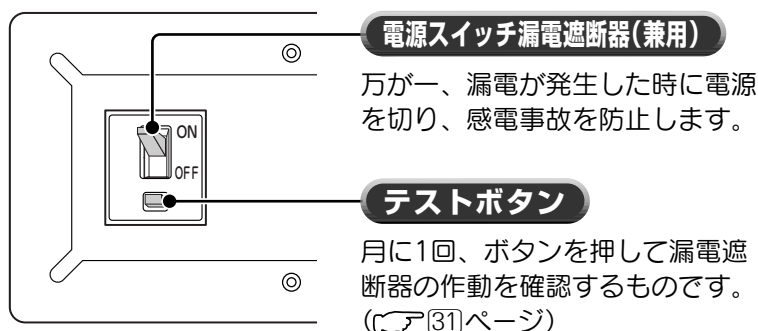 電源スイッチ漏電遮断器(兼用)
万が一、漏電が発生した時に電源
を切り、感電事故を防止します。
ON
OFF
テストボタン
月に1回、ボタンを押して漏電遮
断器の作動を確認するものです。
(31ページ)